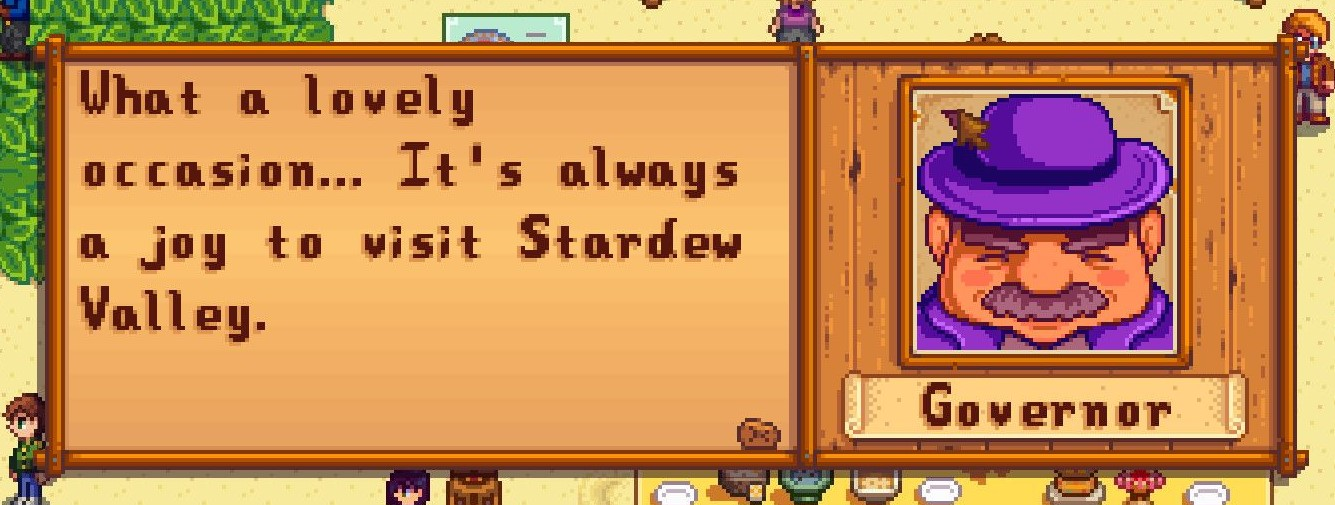 What a lovely
occasion... It's always
a joy to visit Stardew
Valley.
Governor